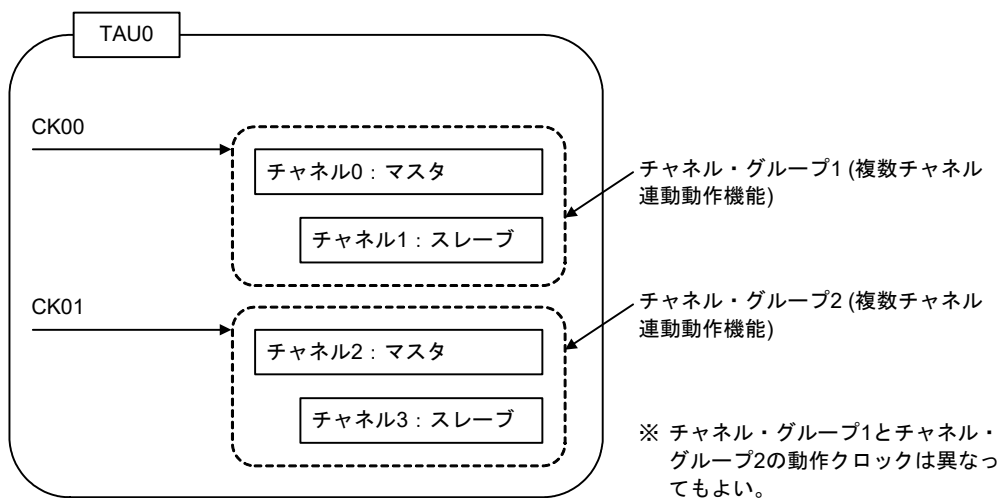 TAU0
CK00
チャネル0：マスタ
チャネル1：スレーブ
チャネル・グループ1 (複数チャネル
連動動作機能)
CK01
チャネル2：マスタ
チャネル3：スレーブ
チャネル・グループ2 (複数チャネル
連動動作機能)
※ チャネル・グループ1とチャネル・
グループ2の動作クロックは異なっ
てもよい。